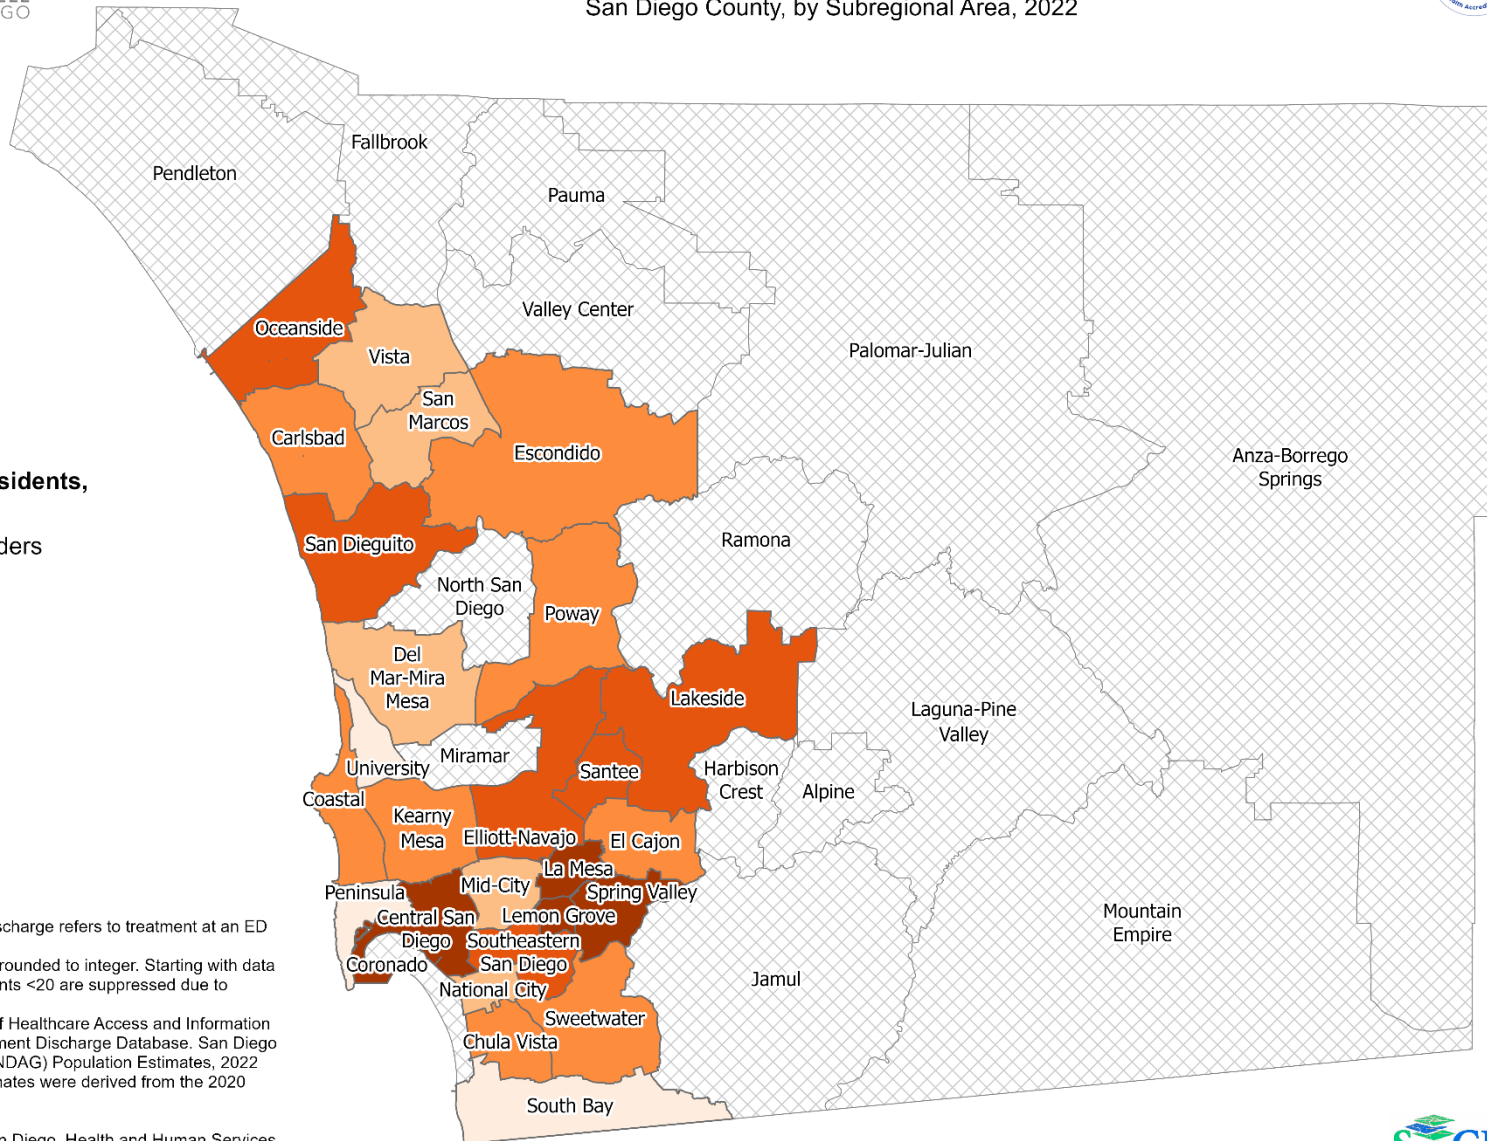 GO
San Diego County, by Subregional Area, 2022
Fallbrook
Pendleton
Pauma
Valley Center
Oceanside
Vista
Palomar-Julian
San
Marcos
Carlsbad
Escondido
Anza-Borrego
Springs
sidents,
ders
San Dieguito
Ramona
North San
Diego
Poway
Del
Mar-Mira
Mesa
Lakeside
Laguna-Pine
Valley
Miramar
University
Santee
Harbison
Crest
Alpine
Coastal
Kearny
Mesa
Elliott-Navajo
El Cajon
La Mesa
Mid-City
Peninsula
Spring Valley
Central San
Diego
Lemon Grove
Southeastern
San Diego
Coronado
National City
Mountain
Empire
Jamul
Sweetwater
Chula Vista
South Bay
scharge refers to treatment at an ED
rounded to integer. Starting with data
nts <20 are suppressed due to
f Healthcare Access and Information
ment Discharge Database. San Diego
NDAG) Population Estimates, 2022
nates were derived from the 2020
n Diego, Health and Human Services